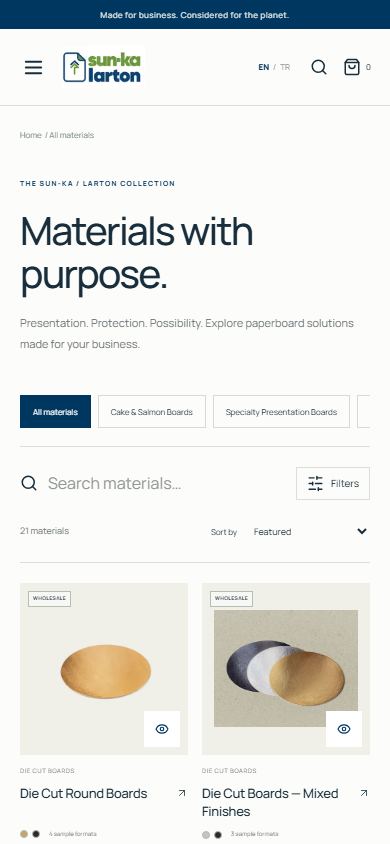 Made for business. Considered for the planet.
sun-ka
larton
EN / TR
0
Home / All materials
THE SUN-KA / LARTON COLLECTION
Materials with
purpose.
Presentation. Protection. Possibility. Explore paperboard solutions
made for your business.
All materials
Cake & Salmon Boards
Specialty Presentation Boards
Search materials...
Filters
21 materials
Sort by
Featured
WHOLESALE
WHOLESALE
DIE CUT BOARDS
DIE CUT BOARDS
Die Cut Round Boards
Die Cut Boards — Mixed
Finishes
4 sample formats
3 sample formats